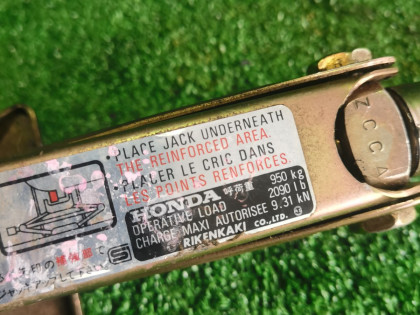 ・PLACE JACK UNDERNEATH
THE REINFORCED AREA.
・PLACER LE CRIC DANS
LES POINTS RENFORCES.
HONDA 呼荷重 950 kg
OPERATIVE LOAD 2090 lb
CHARGE MAXI AUTORISEE 9.31 kN
RIKENKAKI CO.,LTD.
ZCCA